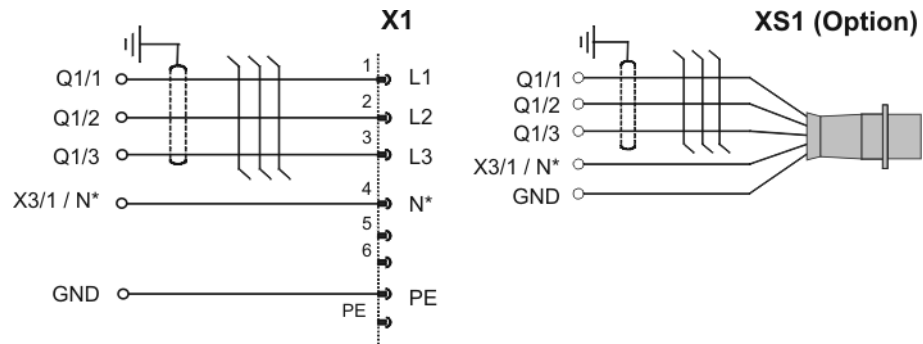 X1
Q1/1 1 L1
Q1/2 2 L2
Q1/3 3 L3
X3/1 / N* 4 N*
5
6
GND PE
PE
XS1 (Option)
Q1/1
Q1/2
Q1/3
X3/1 / N*
GND